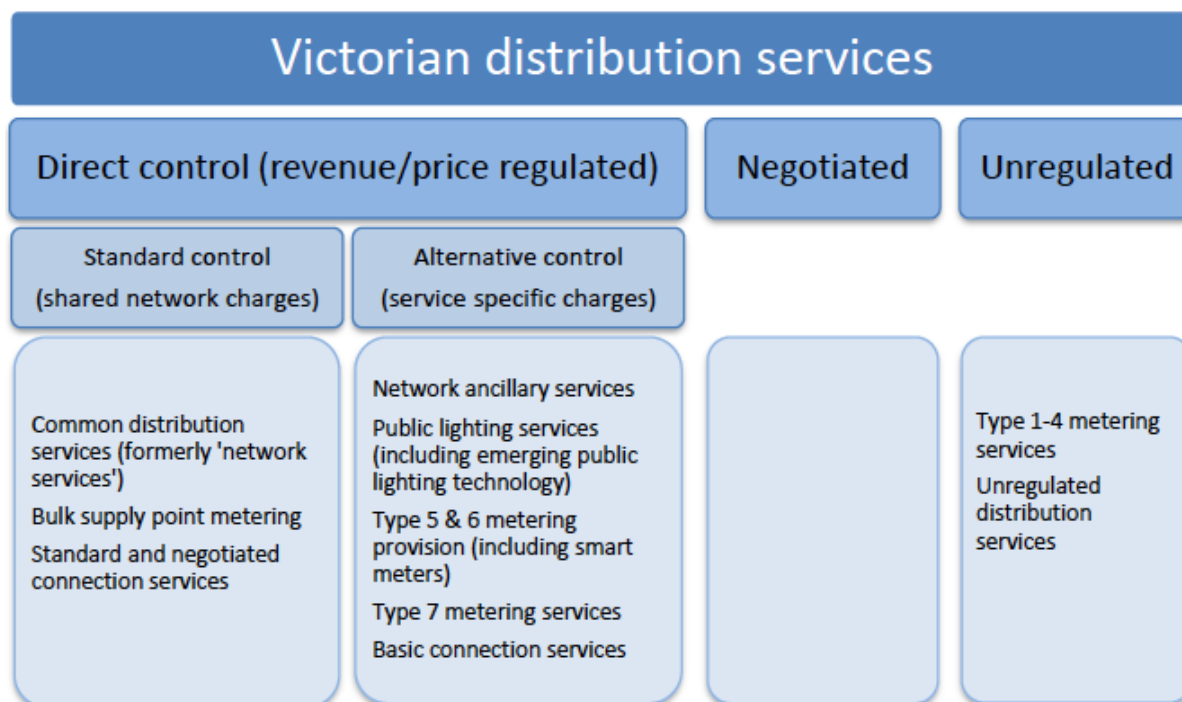 Victorian distribution services
Direct control (revenue/price regulated)
Negotiated
Unregulated
Standard control
(shared network charges)
Alternative control
(service specific charges)
Common distribution
services (formerly 'network
services')
Bulk supply point metering
Standard and negotiated
connection services
Network ancillary services
Public lighting services
(including emerging public
lighting technology)
Type 5 & 6 metering
provision (including smart
meters)
Type 7 metering services
Basic connection services
Type 1-4 metering
services
Unregulated
distribution
services